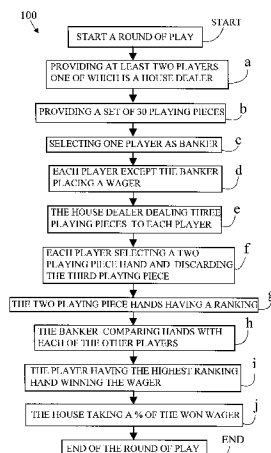 100
START
START A ROUND OF PLAY
a
PROVIDING AT LEAST TWO PLAYERS
ONE OF WHICH IS A HOUSE DEALER
b
PROVIDING A SET OF 30 PLAYING PIECES
c
SELECTING ONE PLAYER AS BANKER
d
EACH PLAYER EXCEPT THE BANKER
PLACING A WAGER
e
THE HOUSE DEALER DEALING THREE
PLAYING PIECES TO EACH PLAYER
f
EACH PLAYER SELECTING A TWO
PLAYING PIECE HAND AND DISCARDING
THE THIRD PLAYING PIECE
g
THE TWO PLAYING PIECE HANDS HAVING A RANKING
h
THE BANKER COMPARING HANDS WITH
EACH OF THE OTHER PLAYERS
i
THE PLAYER HAVING THE HIGHEST RANKING
HAND WINNING THE WAGER
j
THE HOUSE TAKING A % OF THE WON WAGER
END
END OF THE ROUND OF PLAY